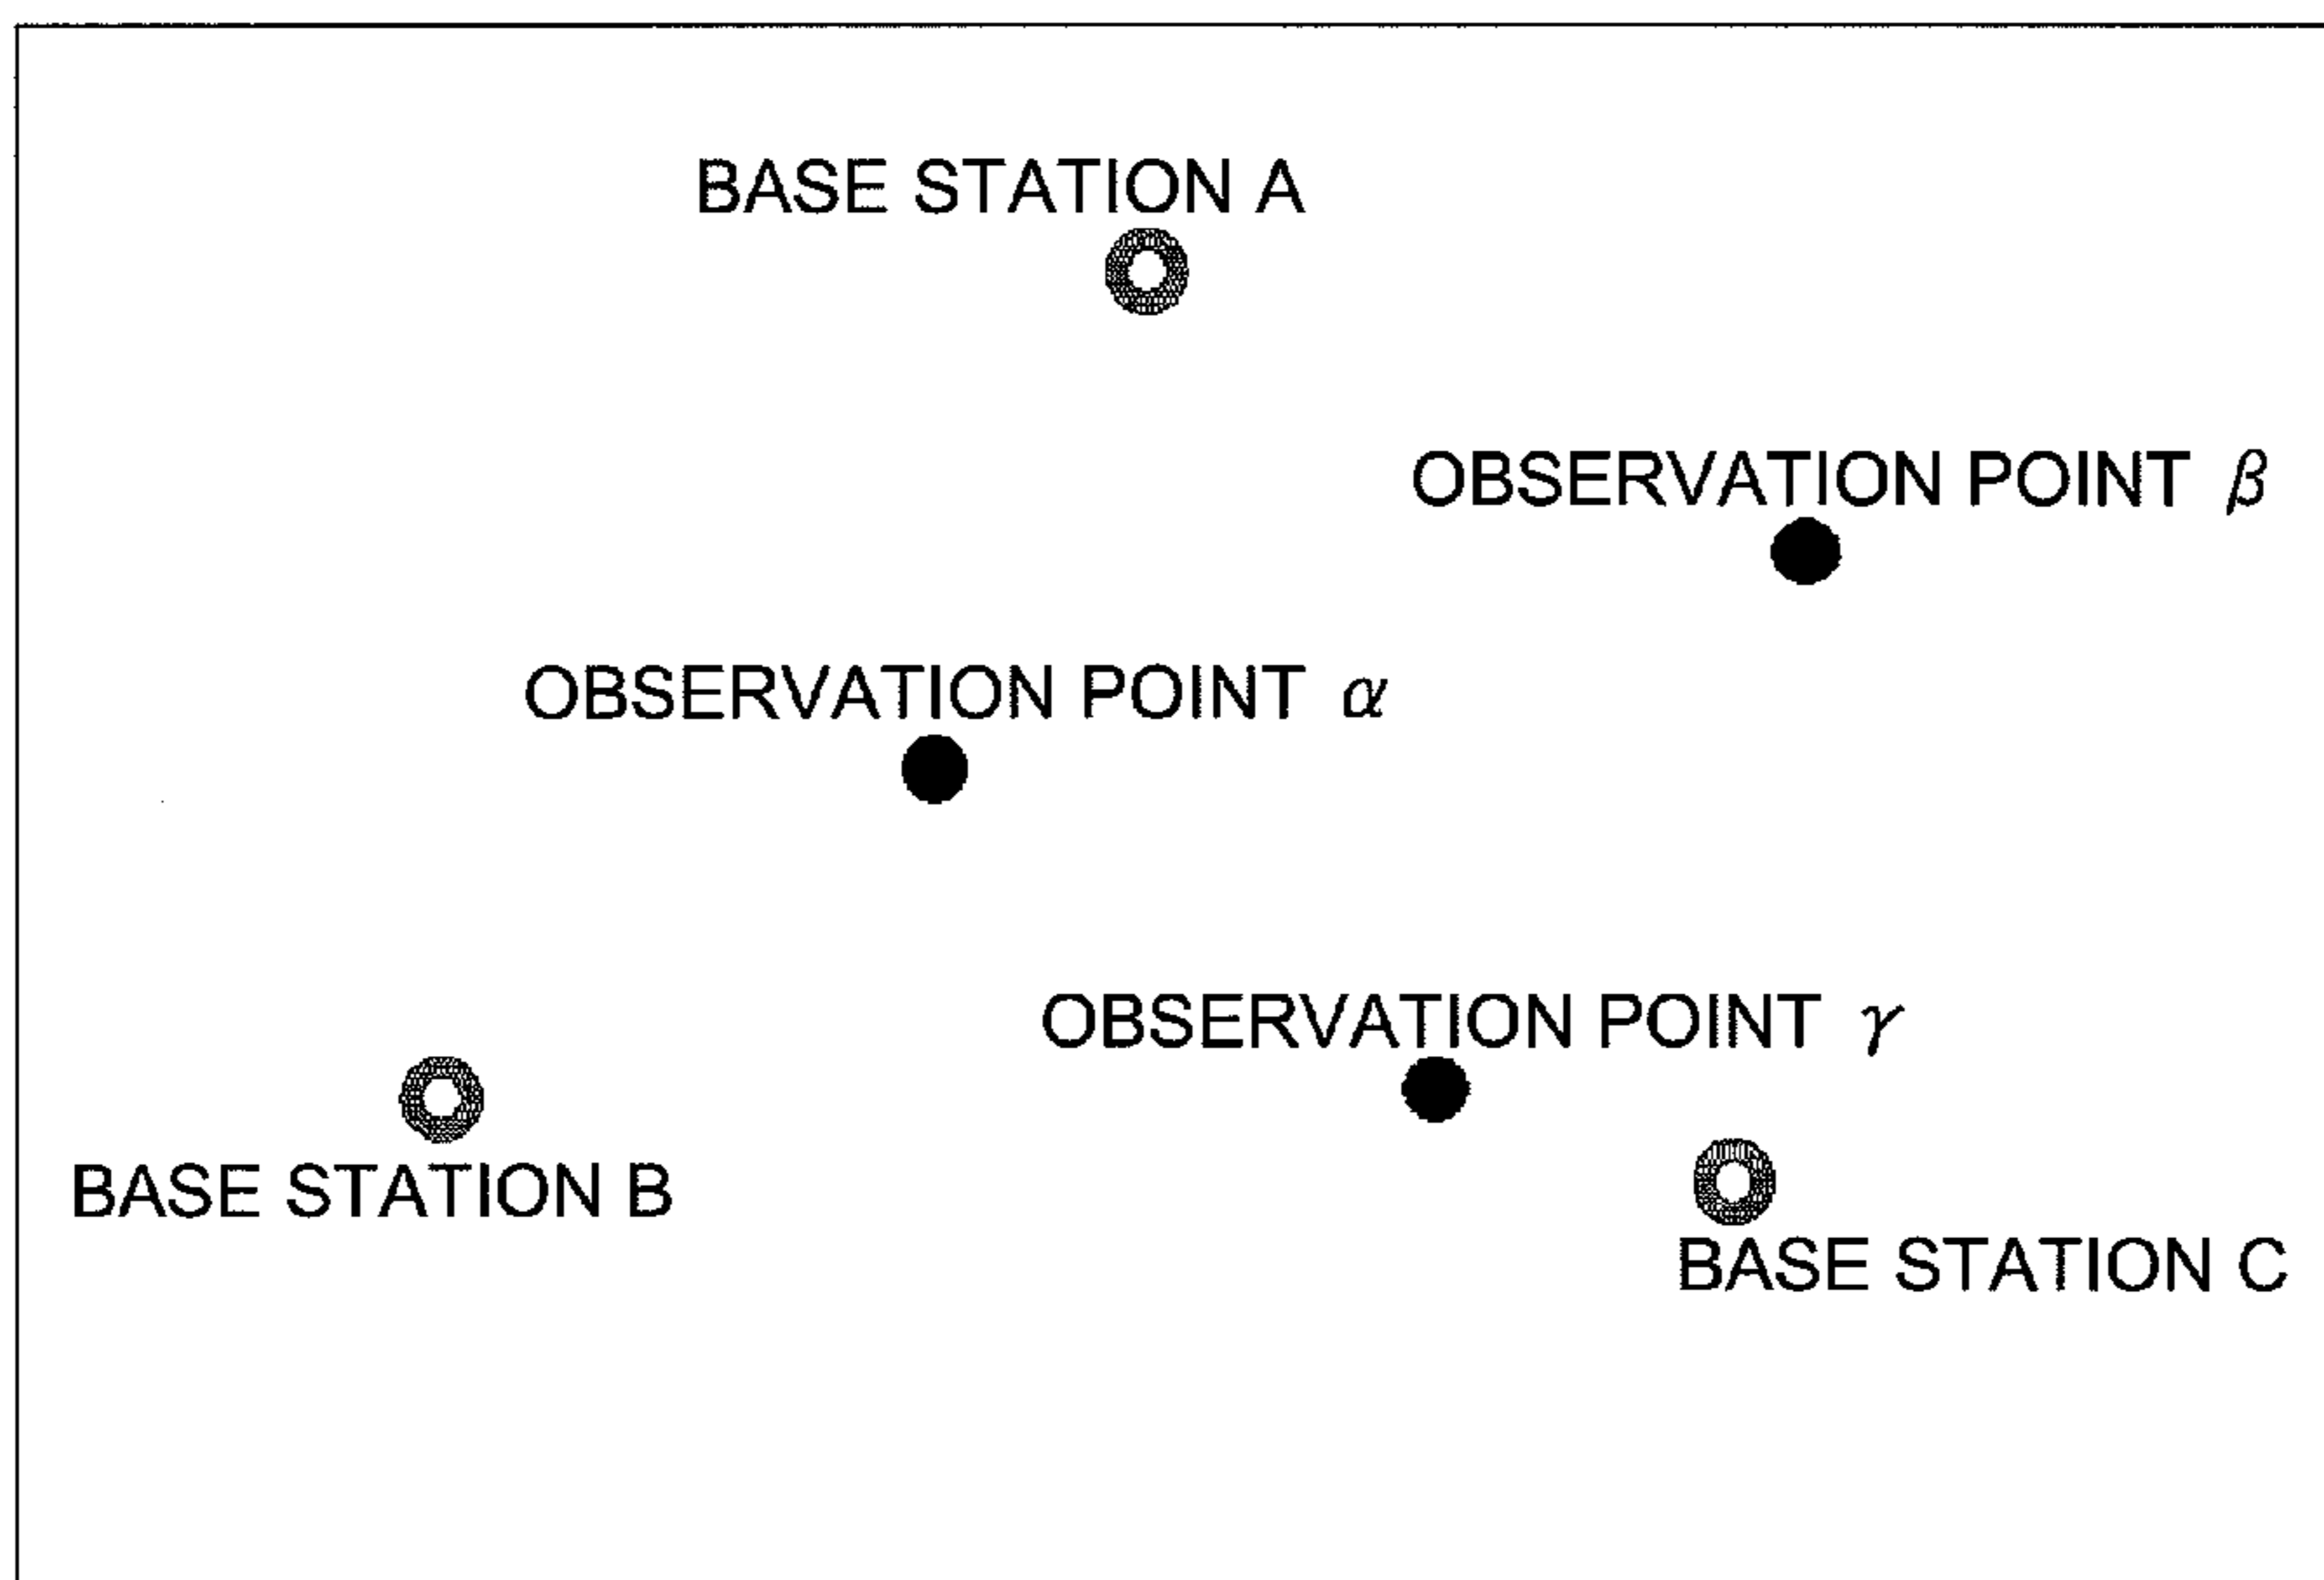 BASE STATION A
OBSERVATION POINT β
OBSERVATION POINT α
OBSERVATION POINT γ
BASE STATION B
BASE STATION C